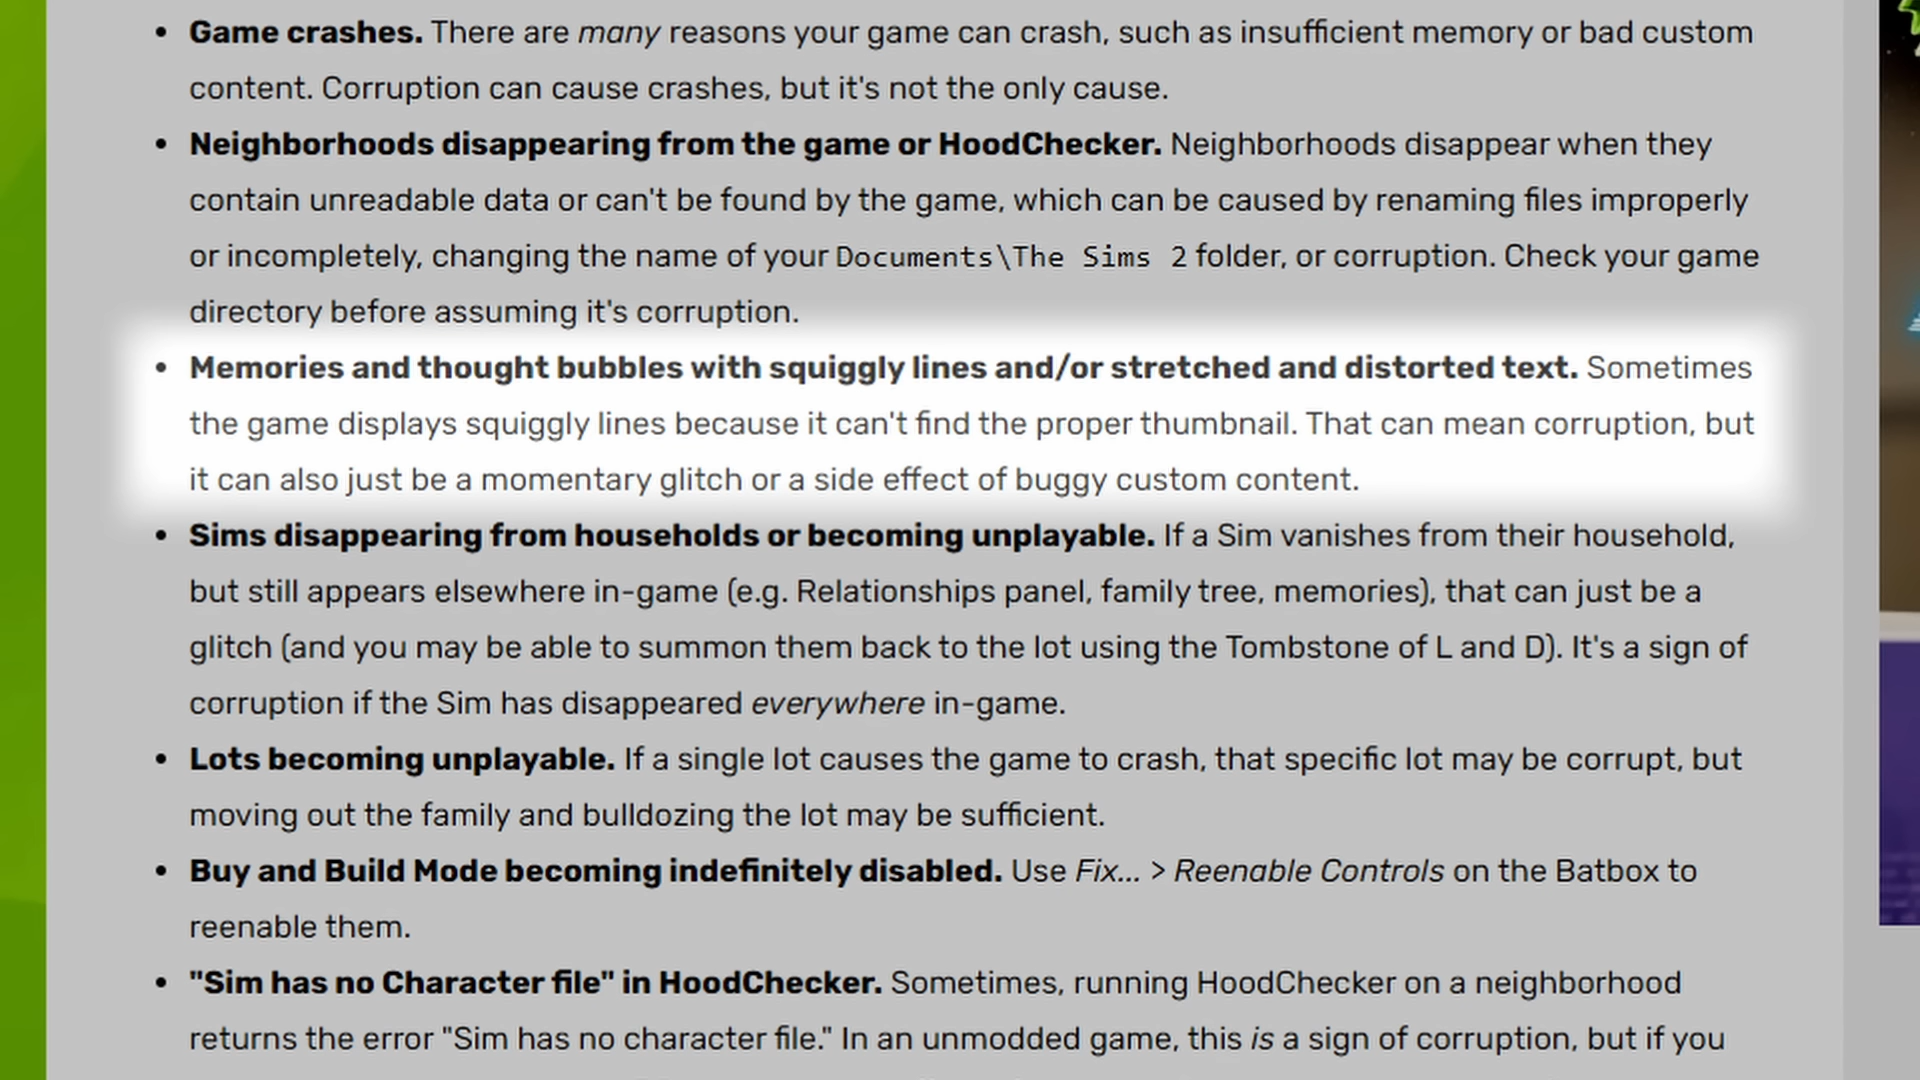 • Game crashes. There are many reasons your game can crash, such as insufficient memory or bad custom
content. Corruption can cause crashes, but it's not the only cause.
• Neighborhoods disappearing from the game or HoodChecker. Neighborhoods disappear when they
contain unreadable data or can't be found by the game, which can be caused by renaming files improperly
or incompletely, changing the name of your Documents\The Sims 2 folder, or corruption. Check your game
directory before assuming it's corruption.
• Memories and thought bubbles with squiggly lines and/or stretched and distorted text. Sometimes
the game displays squiggly lines because it can't find the proper thumbnail. That can mean corruption, but
it can also just be a momentary glitch or a side effect of buggy custom content.
• Sims disappearing from households or becoming unplayable. If a Sim vanishes from their household,
but still appears elsewhere in-game (e.g. Relationships panel, family tree, memories), that can just be a
glitch (and you may be able to summon them back to the lot using the Tombstone of L and D). It's a sign of
corruption if the Sim has disappeared everywhere in-game.
• Lots becoming unplayable. If a single lot causes the game to crash, that specific lot may be corrupt, but
moving out the family and bulldozing the lot may be sufficient.
• Buy and Build Mode becoming indefinitely disabled. Use Fix... > Reenable Controls on the Batbox to
reenable them.
• "Sim has no Character file" in HoodChecker. Sometimes, running HoodChecker on a neighborhood
returns the error "Sim has no character file." In an unmodded game, this is a sign of corruption, but if you